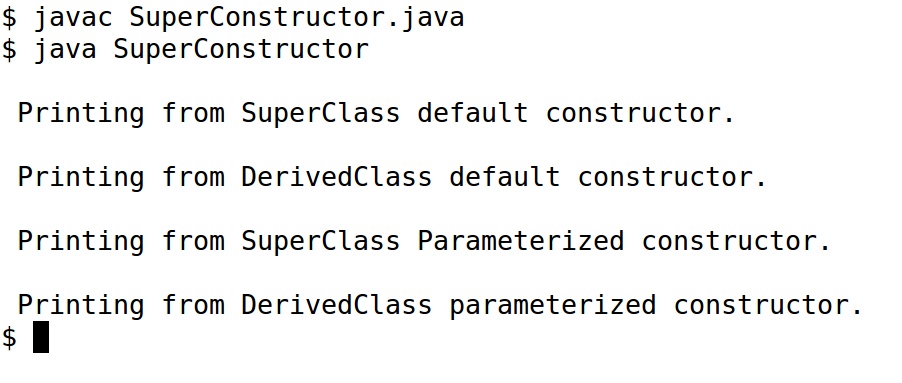 $ javac SuperConstructor.java
$ java SuperConstructor
Printing from SuperClass default constructor.
Printing from DerivedClass default constructor.
Printing from SuperClass Parameterized constructor.
Printing from DerivedClass parameterized constructor.
$